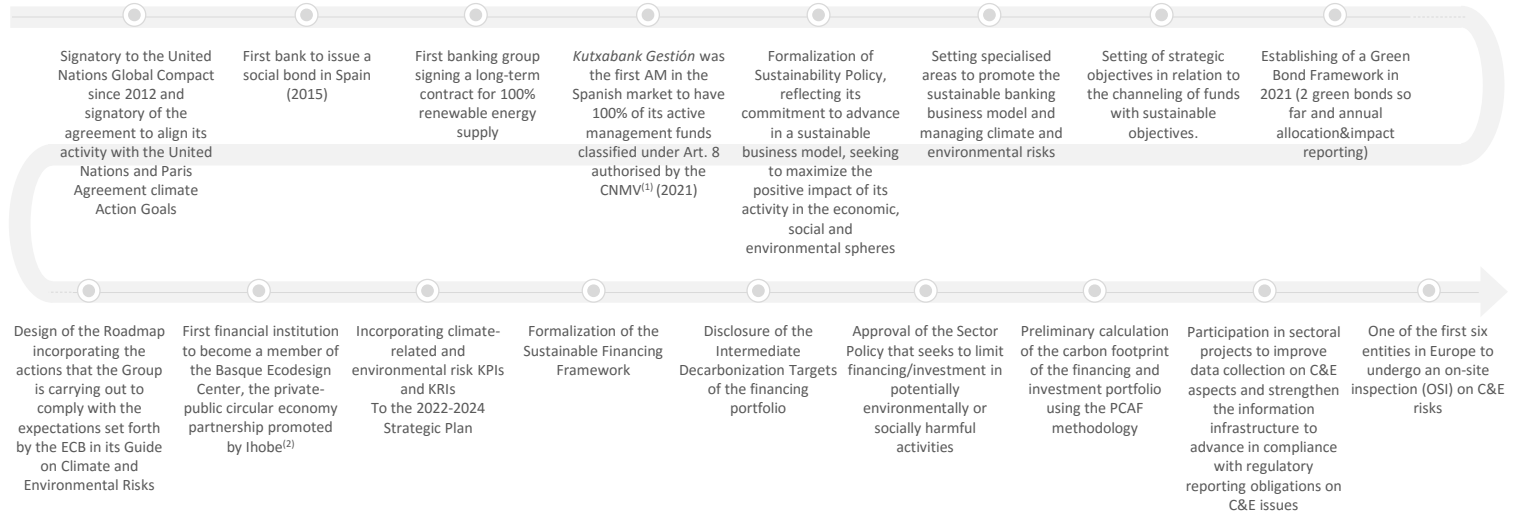 Signatory to the United
Nations Global Compact
since 2012 and
signatory of the
agreement to align its
activity with the United
Nations and Paris
Agreement climate
Action Goals
First bank to issue a
social bond in Spain
(2015)
First banking group
signing a long-term
contract for 100%
renewable energy
supply
Kutxabank Gestión was
the first AM in the
Spanish market to have
100% of its active
management funds
classified under Art. 8
authorised by the
CNMV(1) (2021)
Formalization of
Sustainability Policy,
reflecting its
commitment to advance
in a sustainable
business model, seeking
to maximize the
positive impact of its
activity in the economic,
social and
environmental spheres
Setting specialised
areas to promote the
sustainable banking
business model and
managing climate and
environmental risks
Setting of strategic
objectives in relation to
the channeling of funds
with sustainable
objectives.
Establishing of a Green
Bond Framework in
2021 (2 green bonds so
far and annual
allocation&impact
reporting)
Design of the Roadmap
incorporating the
actions that the Group
is carrying out to
comply with the
expectations set forth
by the ECB in its Guide
on Climate and
Environmental Risks
First financial institution
to become a member of
the Basque Ecodesign
Center, the private-
public circular economy
partnership promoted
by Ihobe(2)
Incorporating climate-
related and
environmental risk KPIs
and KRIs
To the 2022-2024
Strategic Plan
Formalization of the
Sustainable Financing
Framework
Disclosure of the
Intermediate
Decarbonization Targets
of the financing
portfolio
Approval of the Sector
Policy that seeks to limit
financing/investment in
potentially
environmentally or
socially harmful
activities
Preliminary calculation
of the carbon footprint
of the financing and
investment portfolio
using the PCAF
methodology
Participation in sectoral
projects to improve
data collection on C&E
aspects and strengthen
the information
infrastructure to
advance in compliance
with regulatory
reporting obligations on
C&E issues
One of the first six
entities in Europe to
undergo an on-site
inspection (OSI) on C&E
risks